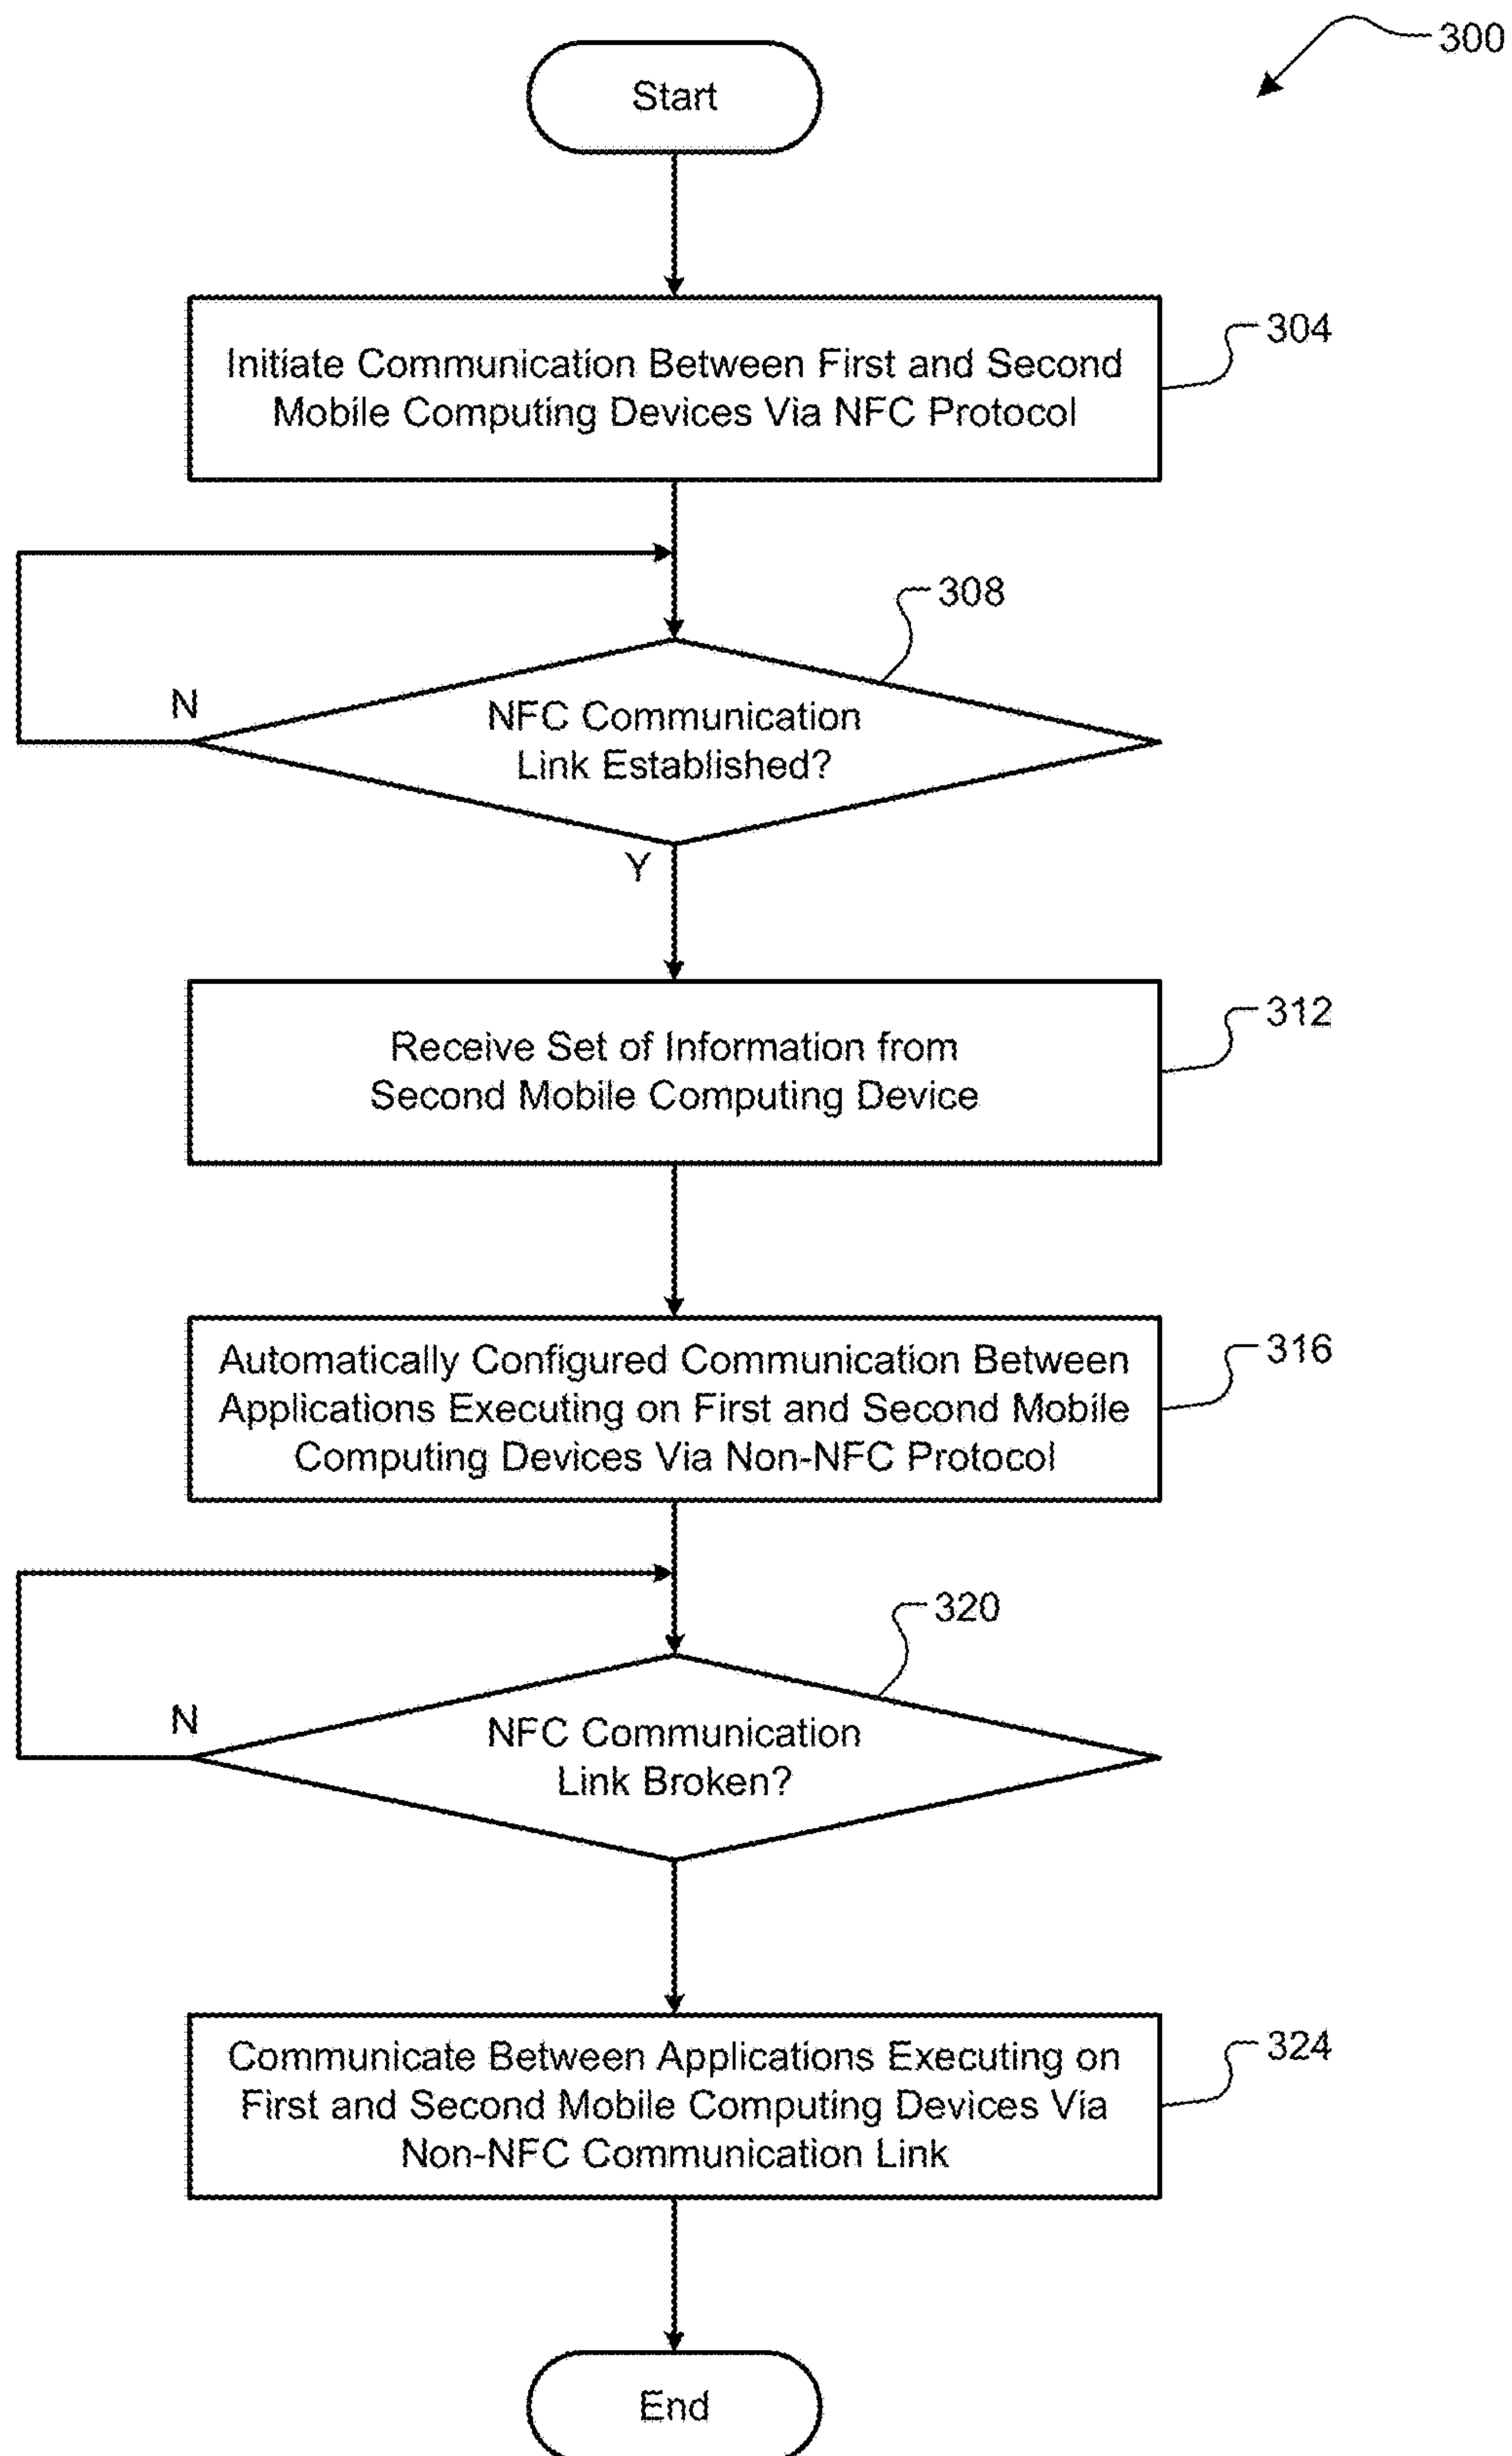 300
Start
304
Initiate Communication Between First and Second
Mobile Computing Devices Via NFC Protocol
308
N
NFC Communication
Link Established?
Y
312
Receive Set of Information from
Second Mobile Computing Device
316
Automatically Configured Communication Between
Applications Executing on First and Second Mobile
Computing Devices Via Non-NFC Protocol
320
N
NFC Communication
Link Broken?
324
Communicate Between Applications Executing on
First and Second Mobile Computing Devices Via
Non-NFC Communication Link
End